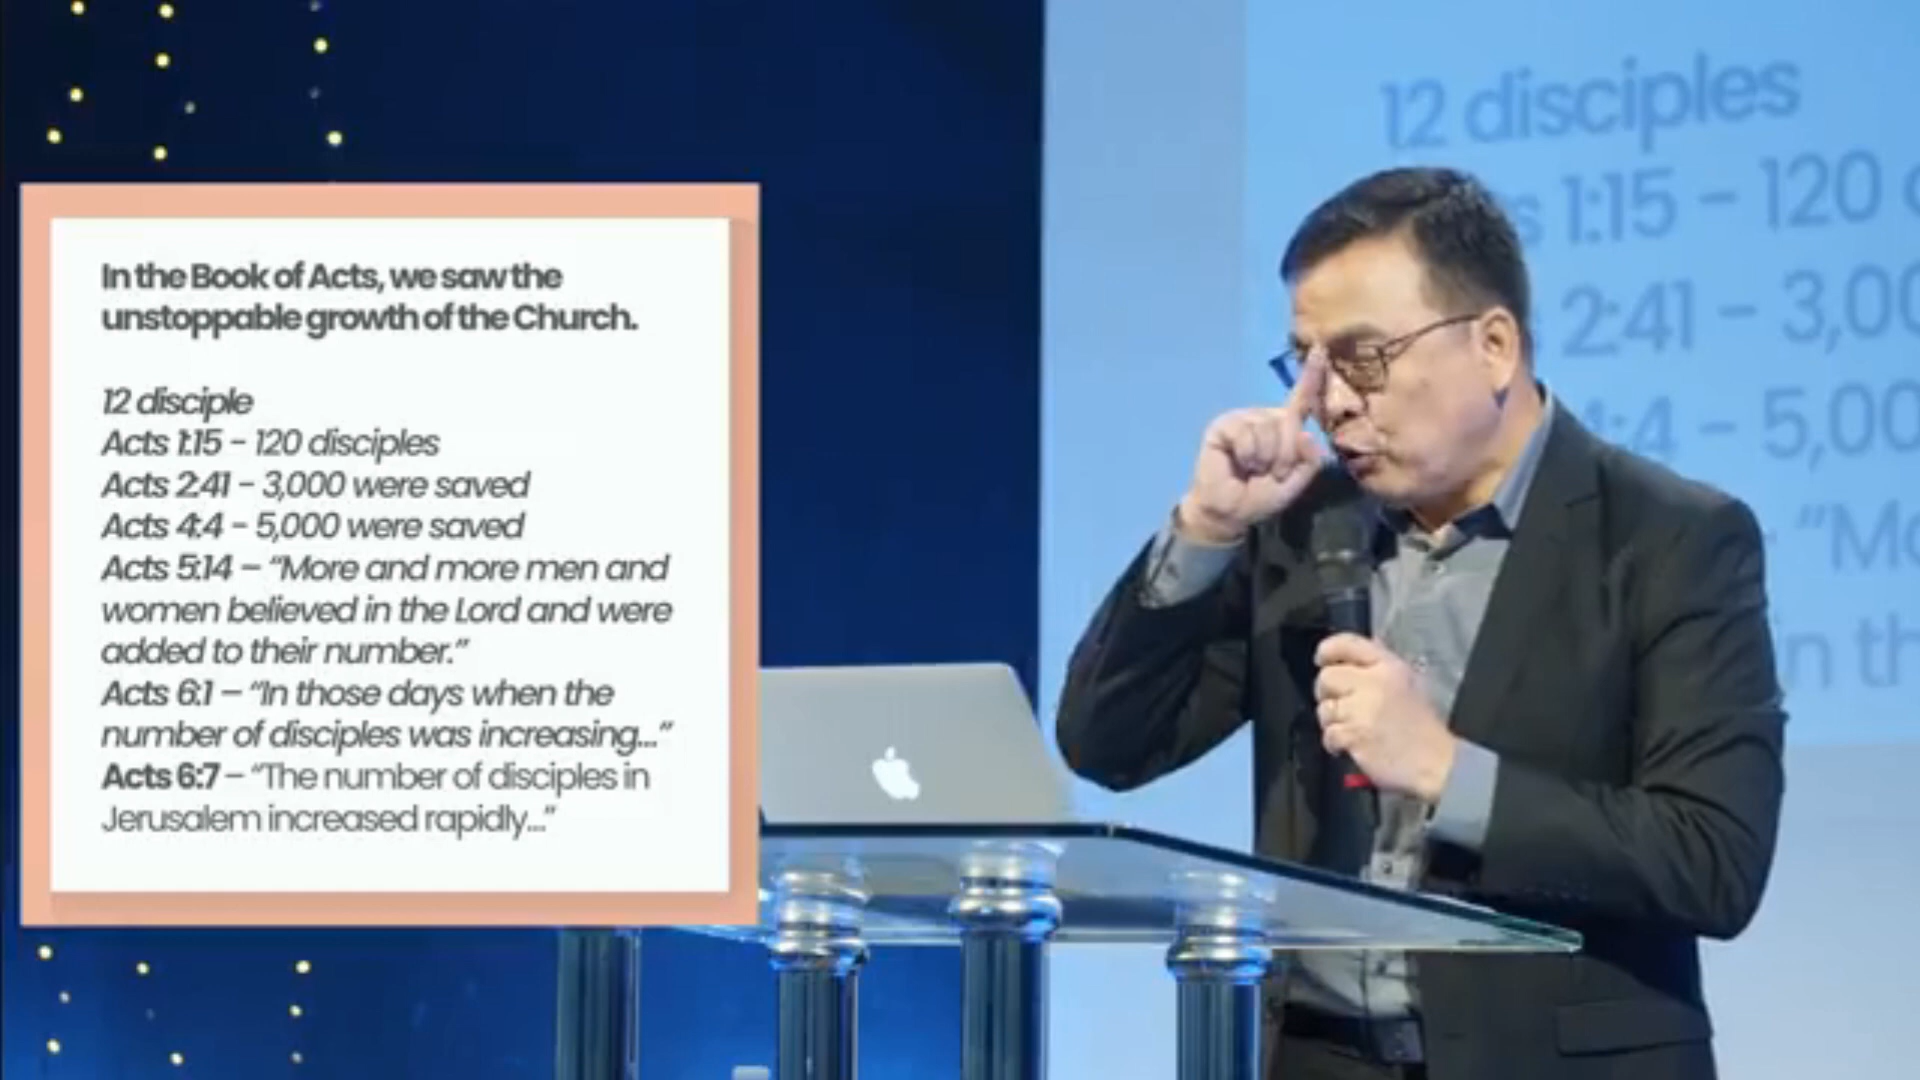 In the Book of Acts, we saw the
unstoppable growth of the Church.
12 disciple
Acts 1:15 - 120 disciples
Acts 2:41 - 3,000 were saved
Acts 4:4 - 5,000 were saved
Acts 5:14 – “More and more men and
women believed in the Lord and were
added to their number.”
Acts 6:1 – “In those days when the
number of disciples was increasing...”
Acts 6:7 – “The number of disciples in
Jerusalem increased rapidly...”
12 disciples
1:15 - 120
2:41 - 3,00
4:4 - 5,00
- “Mo
in th